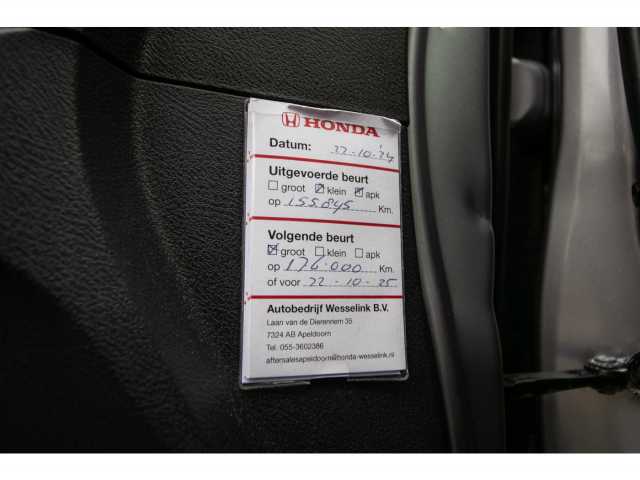 HONDA
Datum: 22-10-'24
Uitgevoerde beurt
groot klein apk
op 155.845 Km.
Volgende beurt
groot klein apk
op 174.000 Km.
of voor 22-10-25
Autobedrijf Wesselink B.V.
Laan van de Dierenriem 35
7324 AB Apeldoorn
Tel. 055-3602386
aftersalesapeldoorn@honda-wesselink.nl